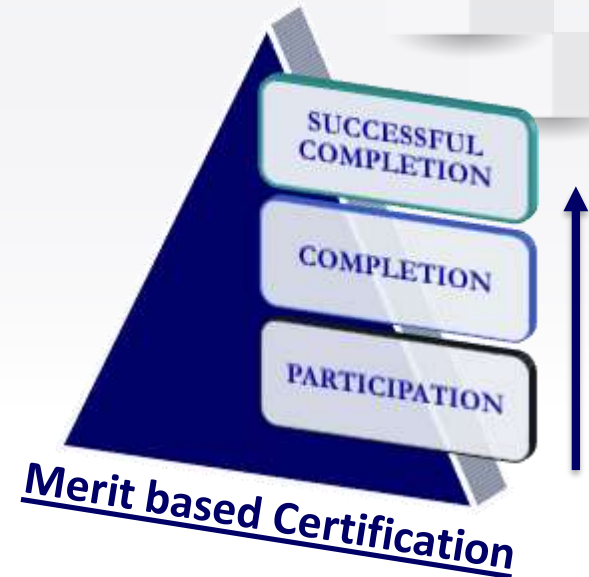 SUCCESSFUL
COMPLETION
COMPLETION
PARTICIPATION
Merit based Certification